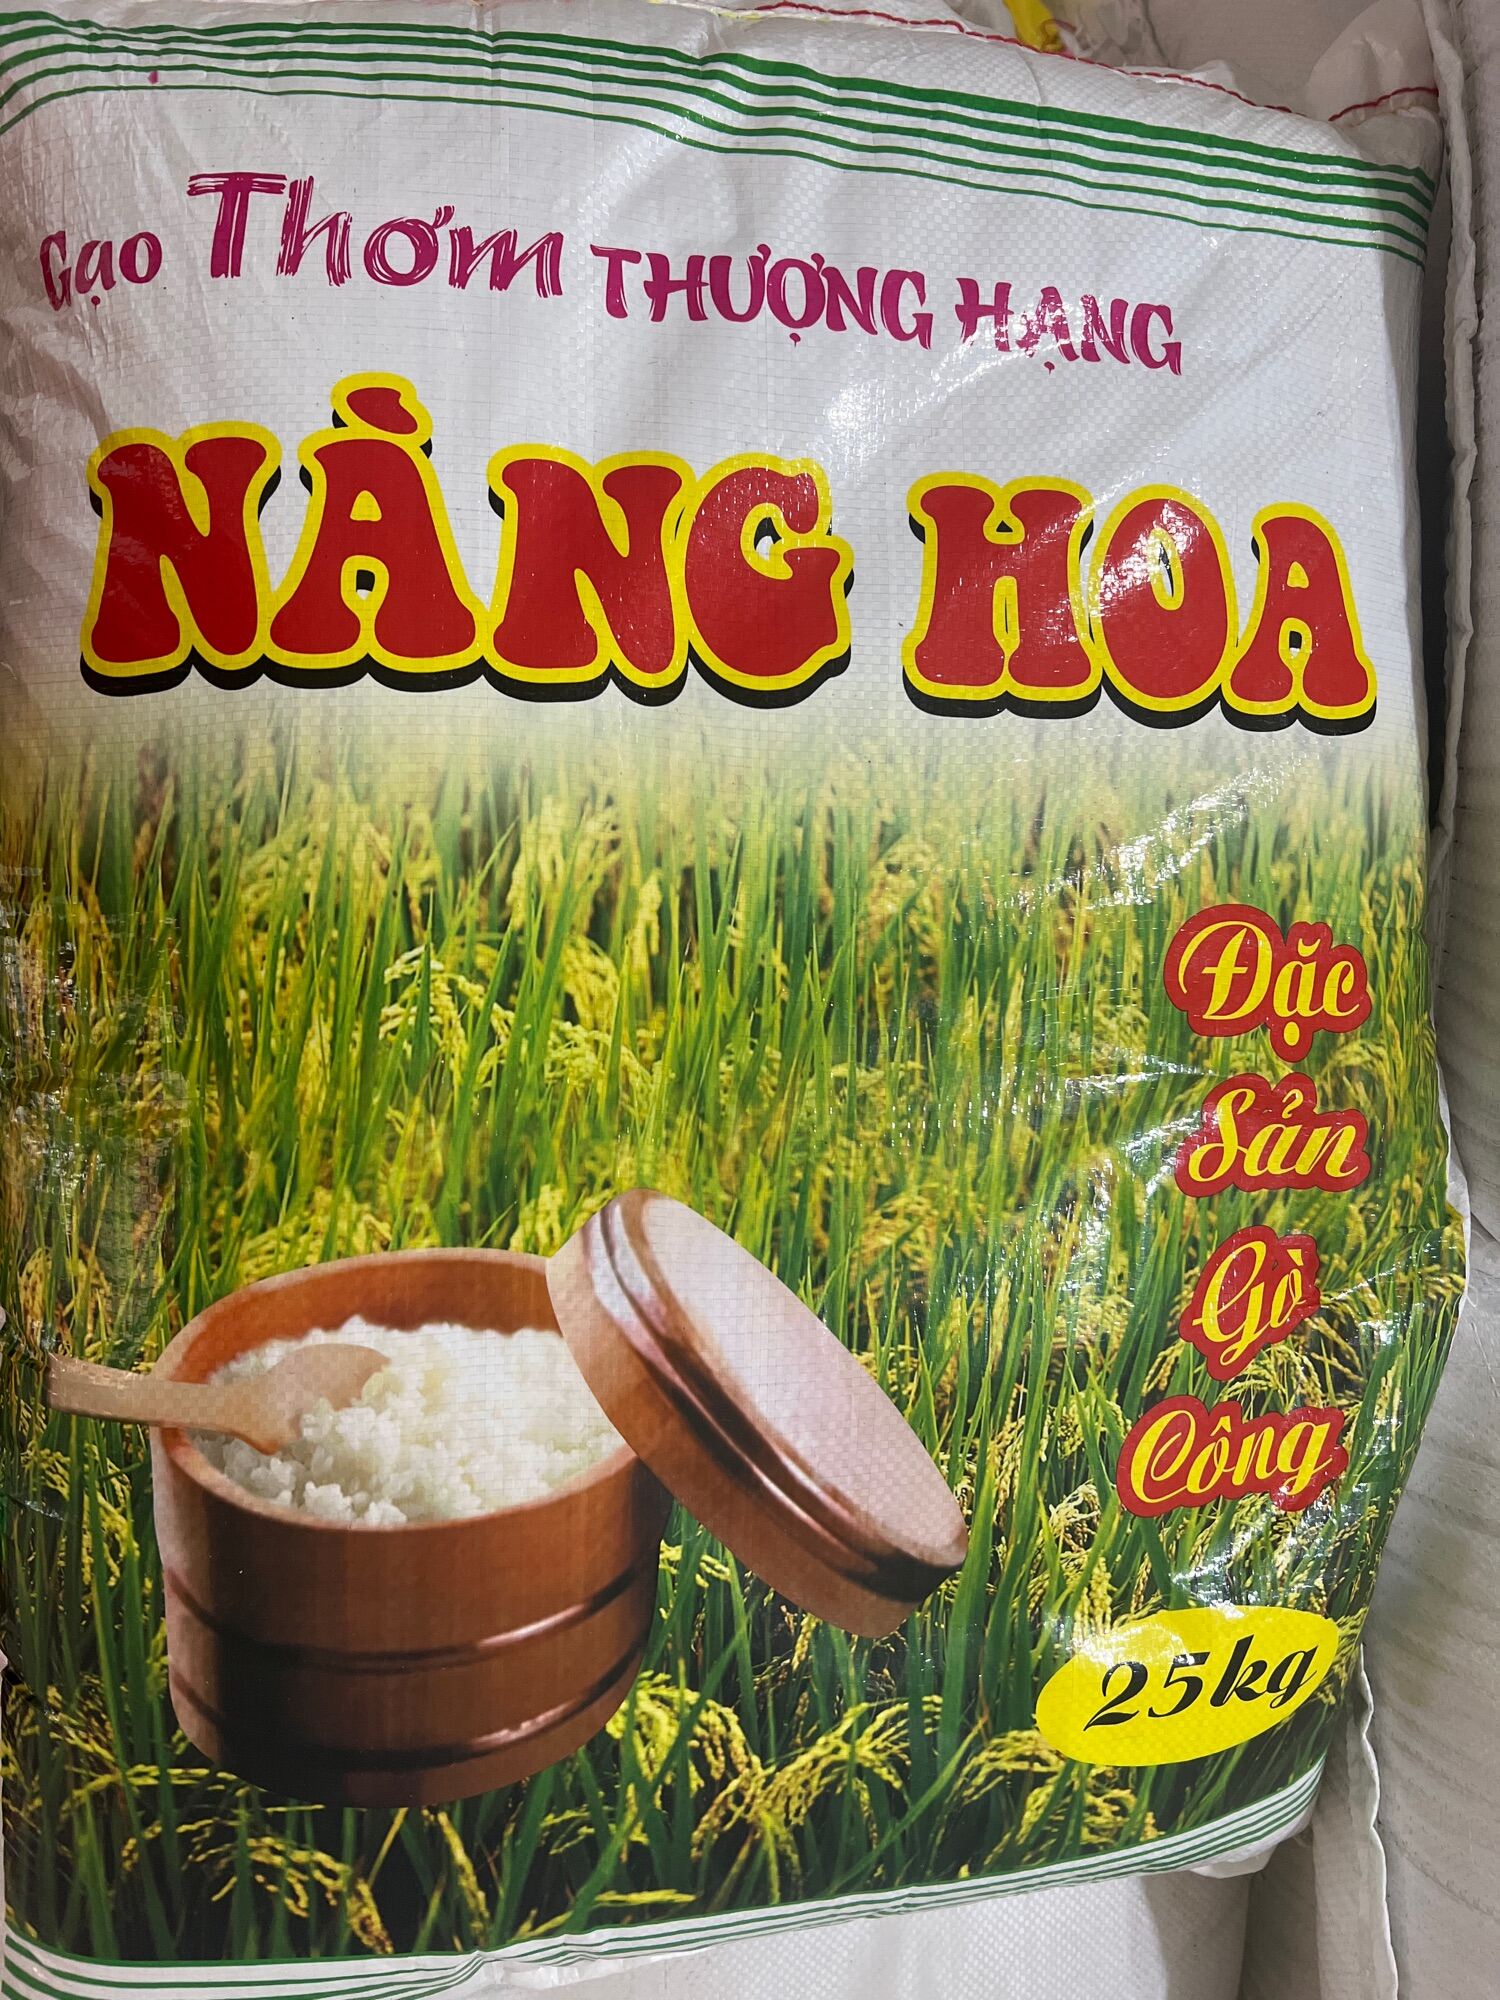 Gạo Thơm THƯỢNG HẠNG
NÀNG HOA
Đặc
Sản
Gò
Công
25kg